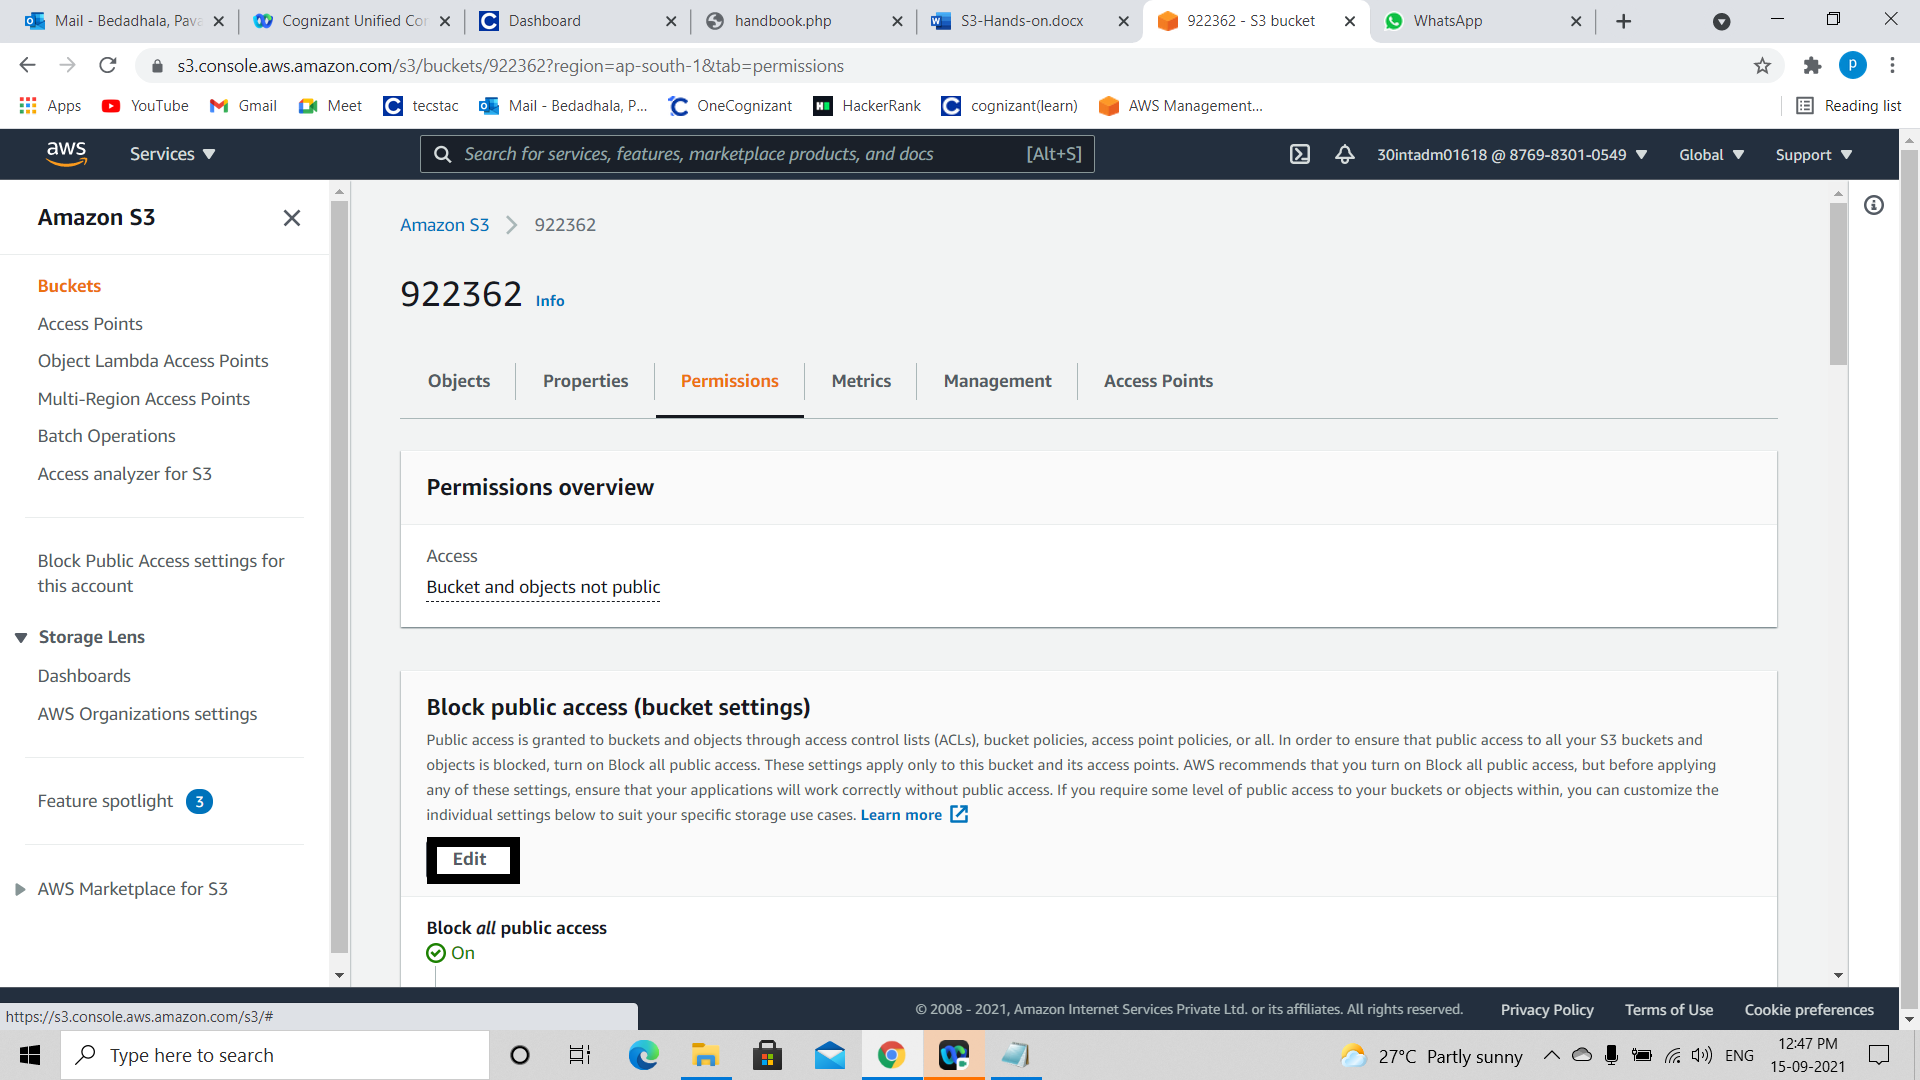 Mail - Bedadhala, Pava
Cognizant Unified Cor
Dashboard
handbook.php
S3-Hands-on.docx
922362 - S3 bucket
WhatsApp
s3.console.aws.amazon.com/s3/buckets/922362?region=ap-south-1&tab=permissions
p
Apps
YouTube
Gmail
Meet
tecstac
Mail - Bedadhala, P...
OneCognizant
HackerRank
cognizant(learn)
AWS Management...
Reading list
aws
Services
Search for services, features, marketplace products, and docs
[Alt+S]
30intadm01618 @ 8769-8301-0549
Global
Support
Amazon S3
Buckets
Access Points
Object Lambda Access Points
Multi-Region Access Points
Batch Operations
Access analyzer for S3
Block Public Access settings for
this account
Storage Lens
Dashboards
AWS Organizations settings
Feature spotlight 3
AWS Marketplace for S3
Amazon S3
922362
922362 Info
Objects
Properties
Permissions
Metrics
Management
Access Points
Permissions overview
Access
Bucket and objects not public
Block public access (bucket settings)
Public access is granted to buckets and objects through access control lists (ACLs), bucket policies, access point policies, or all. In order to ensure that public access to all your S3 buckets and
objects is blocked, turn on Block all public access. These settings apply only to this bucket and its access points. AWS recommends that you turn on Block all public access, but before applying
any of these settings, ensure that your applications will work correctly without public access. If you require some level of public access to your buckets or objects within, you can customize the
individual settings below to suit your specific storage use cases. Learn more
Edit
Block all public access
On
https://s3.console.aws.amazon.com/s3/#
© 2008 - 2021, Amazon Internet Services Private Ltd. or its affiliates. All rights reserved.
Privacy Policy
Terms of Use
Cookie preferences
Type here to search
27°C Partly sunny
ENG
12:47 PM
15-09-2021